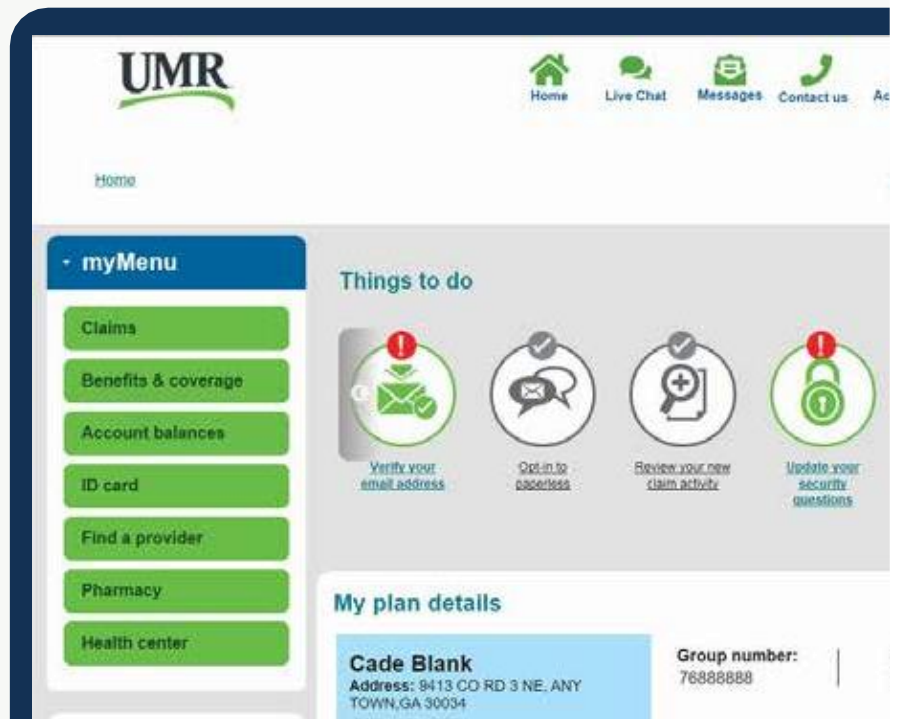 UMR
Home
Live Chat
Messages
Contact us
Ac
Home
myMenu
Claims
Benefits & coverage
Account balances
ID card
Find a provider
Pharmacy
Health center
Things to do
Verify your
email address
Opt-in to
paperless
Review your new
claim activity
Update your
security
questions
My plan details
Cade Blank
Address: 9413 CO RD 3 NE, ANY
TOWN,GA 30034
Group number:
76888888